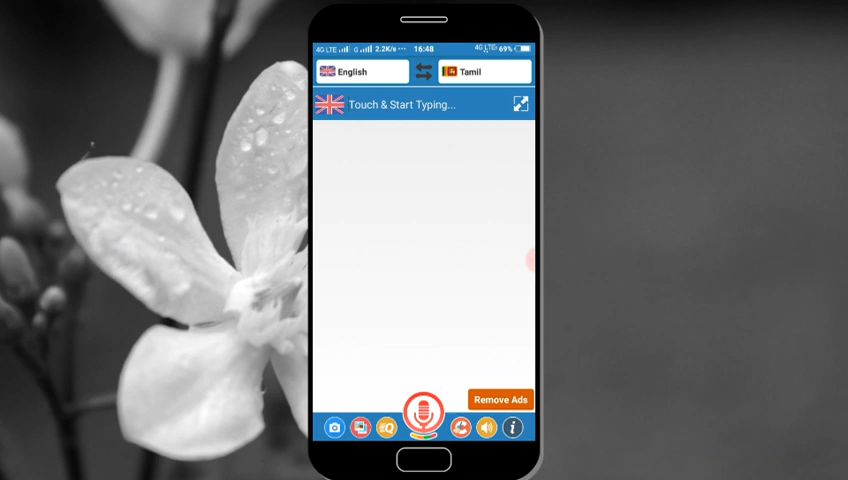 4G LTE G 2.2K/s ··· 16:48 4G LTE 69%
English Tamil
Touch & Start Typing...
Remove Ads
Q
i